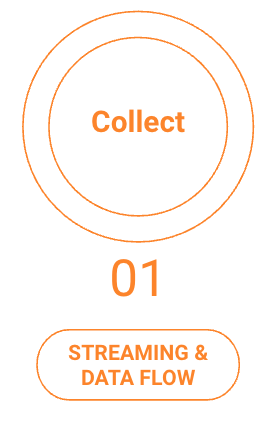 Collect
01
STREAMING &
DATA FLOW